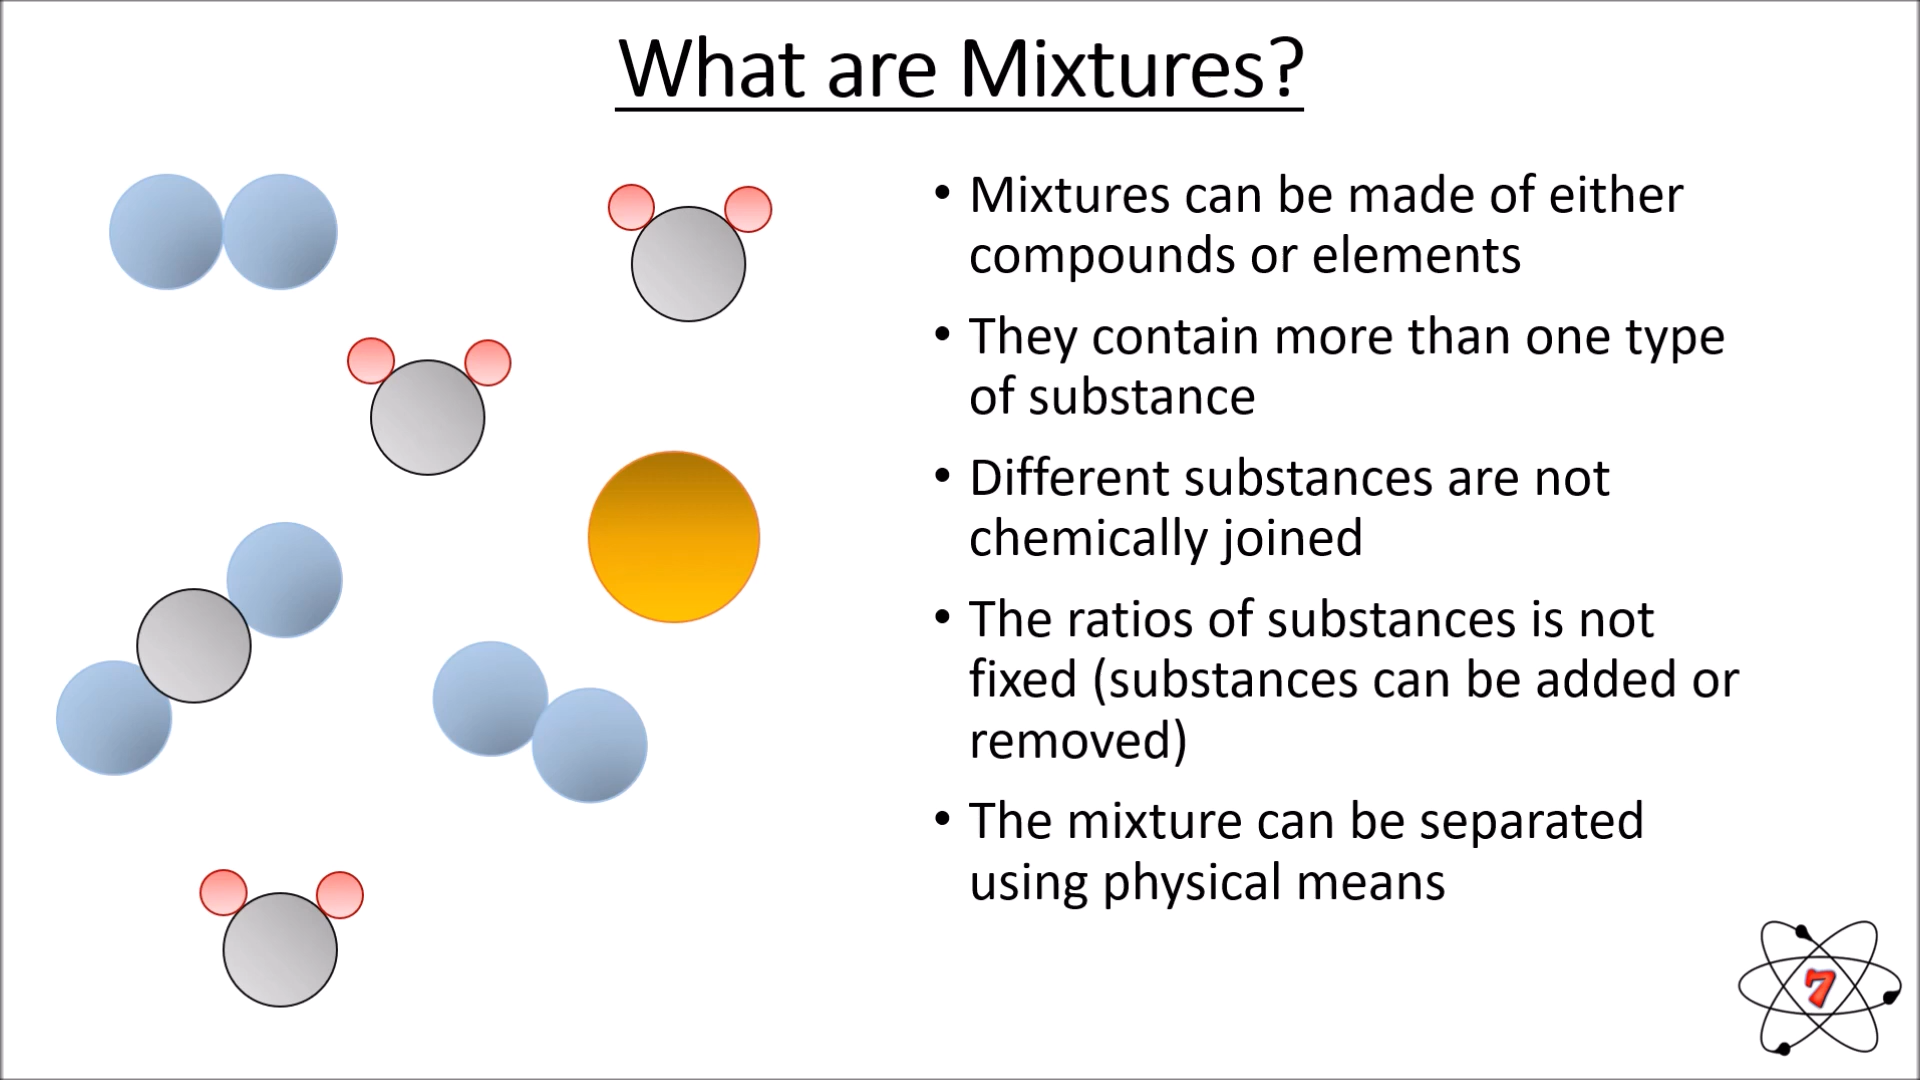 What are Mixtures?
• Mixtures can be made of either
compounds or elements
• They contain more than one type
of substance
• Different substances are not
chemically joined
• The ratios of substances is not
fixed (substances can be added or
removed)
• The mixture can be separated
using physical means
7